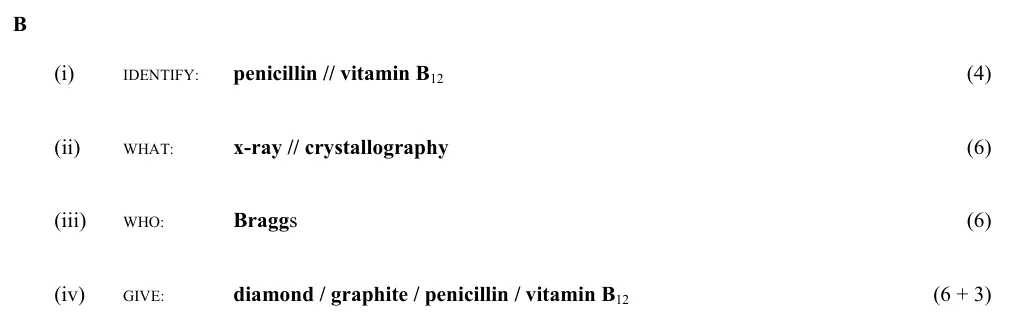 B
(i) IDENTIFY: penicillin // vitamin B₁₂ (4)
(ii) WHAT: x-ray // crystallography (6)
(iii) WHO: Braggs (6)
(iv) GIVE: diamond / graphite / penicillin / vitamin B₁₂ (6 + 3)